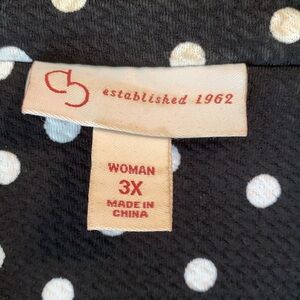 established 1962
WOMAN
3X
MADE IN
CHINA